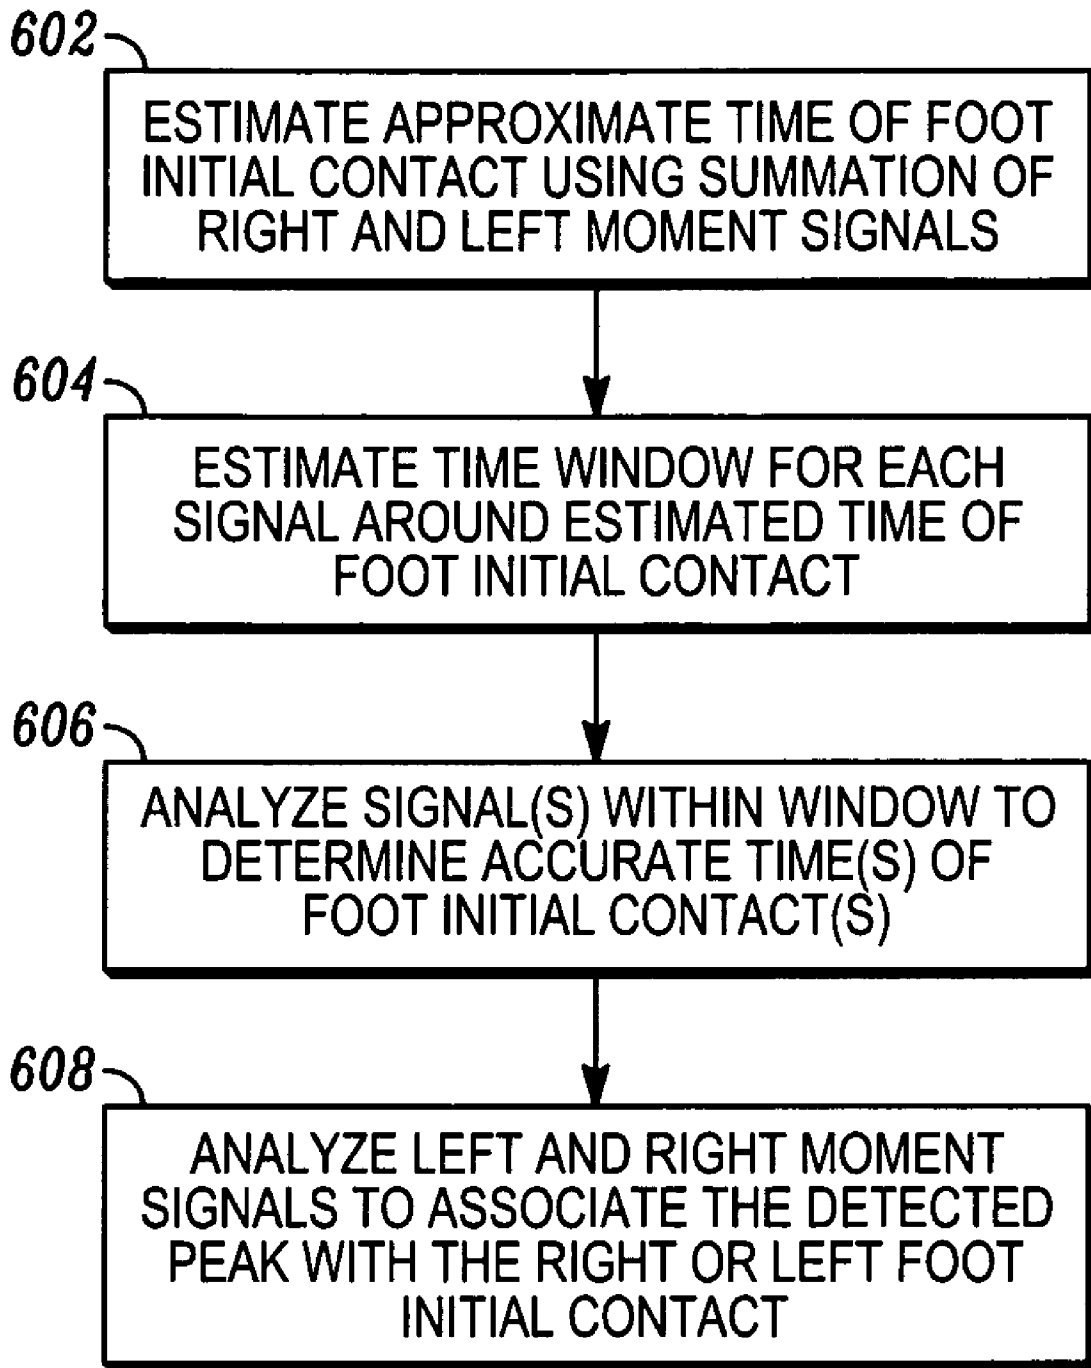 602
ESTIMATE APPROXIMATE TIME OF FOOT
INITIAL CONTACT USING SUMMATION OF
RIGHT AND LEFT MOMENT SIGNALS
604
ESTIMATE TIME WINDOW FOR EACH
SIGNAL AROUND ESTIMATED TIME OF
FOOT INITIAL CONTACT
606
ANALYZE SIGNAL(S) WITHIN WINDOW TO
DETERMINE ACCURATE TIME(S) OF
FOOT INITIAL CONTACT(S)
608
ANALYZE LEFT AND RIGHT MOMENT
SIGNALS TO ASSOCIATE THE DETECTED
PEAK WITH THE RIGHT OR LEFT FOOT
INITIAL CONTACT